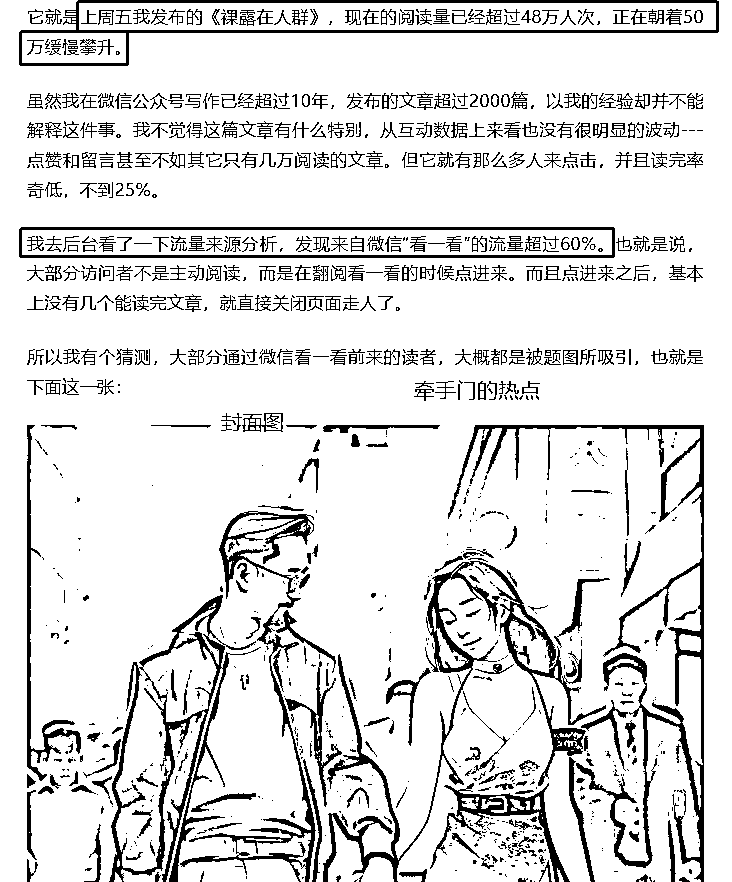 它就是上周五我发布的《裸露在人群》，现在的阅读量已经超过48万人次，正在朝着50
万缓慢攀升。
虽然我在微信公众号写作已经超过10年，发布的文章超过2000篇，以我的经验却并不能
解释这件事。我不觉得这篇文章有什么特别，从互动数据上来看也没有很明显的波动---
点赞和留言甚至不如其它只有几万阅读的文章。但它就有那么多人来点击，并且读完率
奇低，不到25%。
我去后台看了一下流量来源分析，发现来自微信"看一看"的流量超过60%。也就是说，
大部分访问者不是主动阅读，而是在翻阅看一看的时候点进来。而且点进来之后，基本
上没有几个能读完文章，就直接关闭页面走人了。
所以我有个猜测，大部分通过微信看一看前来的读者，大概都是被题图所吸引，也就是
下面这一张：
牵手门的热点
封面图